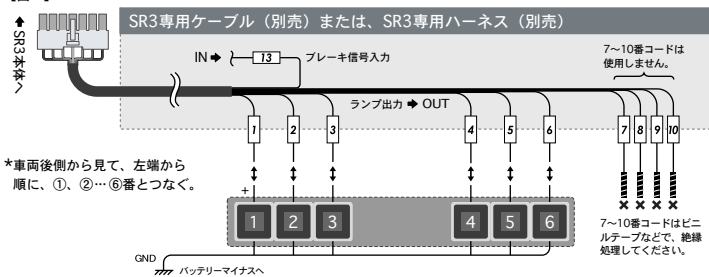 SR3専用ケーブル（別売）または、SR3専用ハーネス（別売）
SR3本体へ
IN
13
ブレーキ信号入力
7〜10番コードは
使用しません。
ランプ出力
OUT
1
2
3
4
5
6
7
8
9
10
*車両後側から見て、左端から
順に、①、②…⑥番とつなぐ。
+
1
2
3
4
5
6
7〜10番コードはビニ
ルテープなどで、絶縁
処理してください。
GND
バッテリーマイナスへ